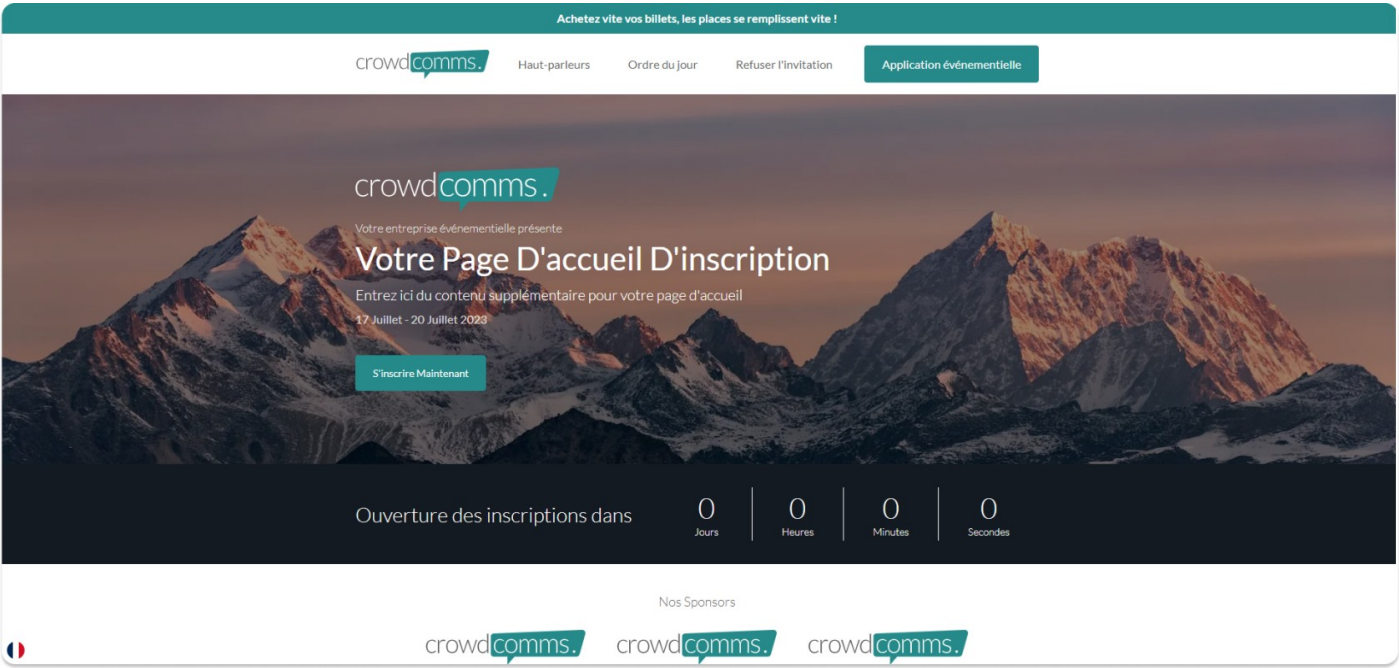 Achetez vite vos billets, les places se remplissent vite !
crowdcomms. Haut-parleurs Ordre du jour Refuser l'invitation Application événementielle
crowdcomms.
Votre entreprise événementielle présente
Votre Page D'accueil D'inscription
Entrez ici du contenu supplémentaire pour votre page d'accueil
17 Juillet - 20 Juillet 2023
S'inscrire Maintenant
Ouverture des inscriptions dans
0 0 0 0
Jours Heures Minutes Secondes
Nos Sponsors
crowdcomms. crowdcomms. crowdcomms.